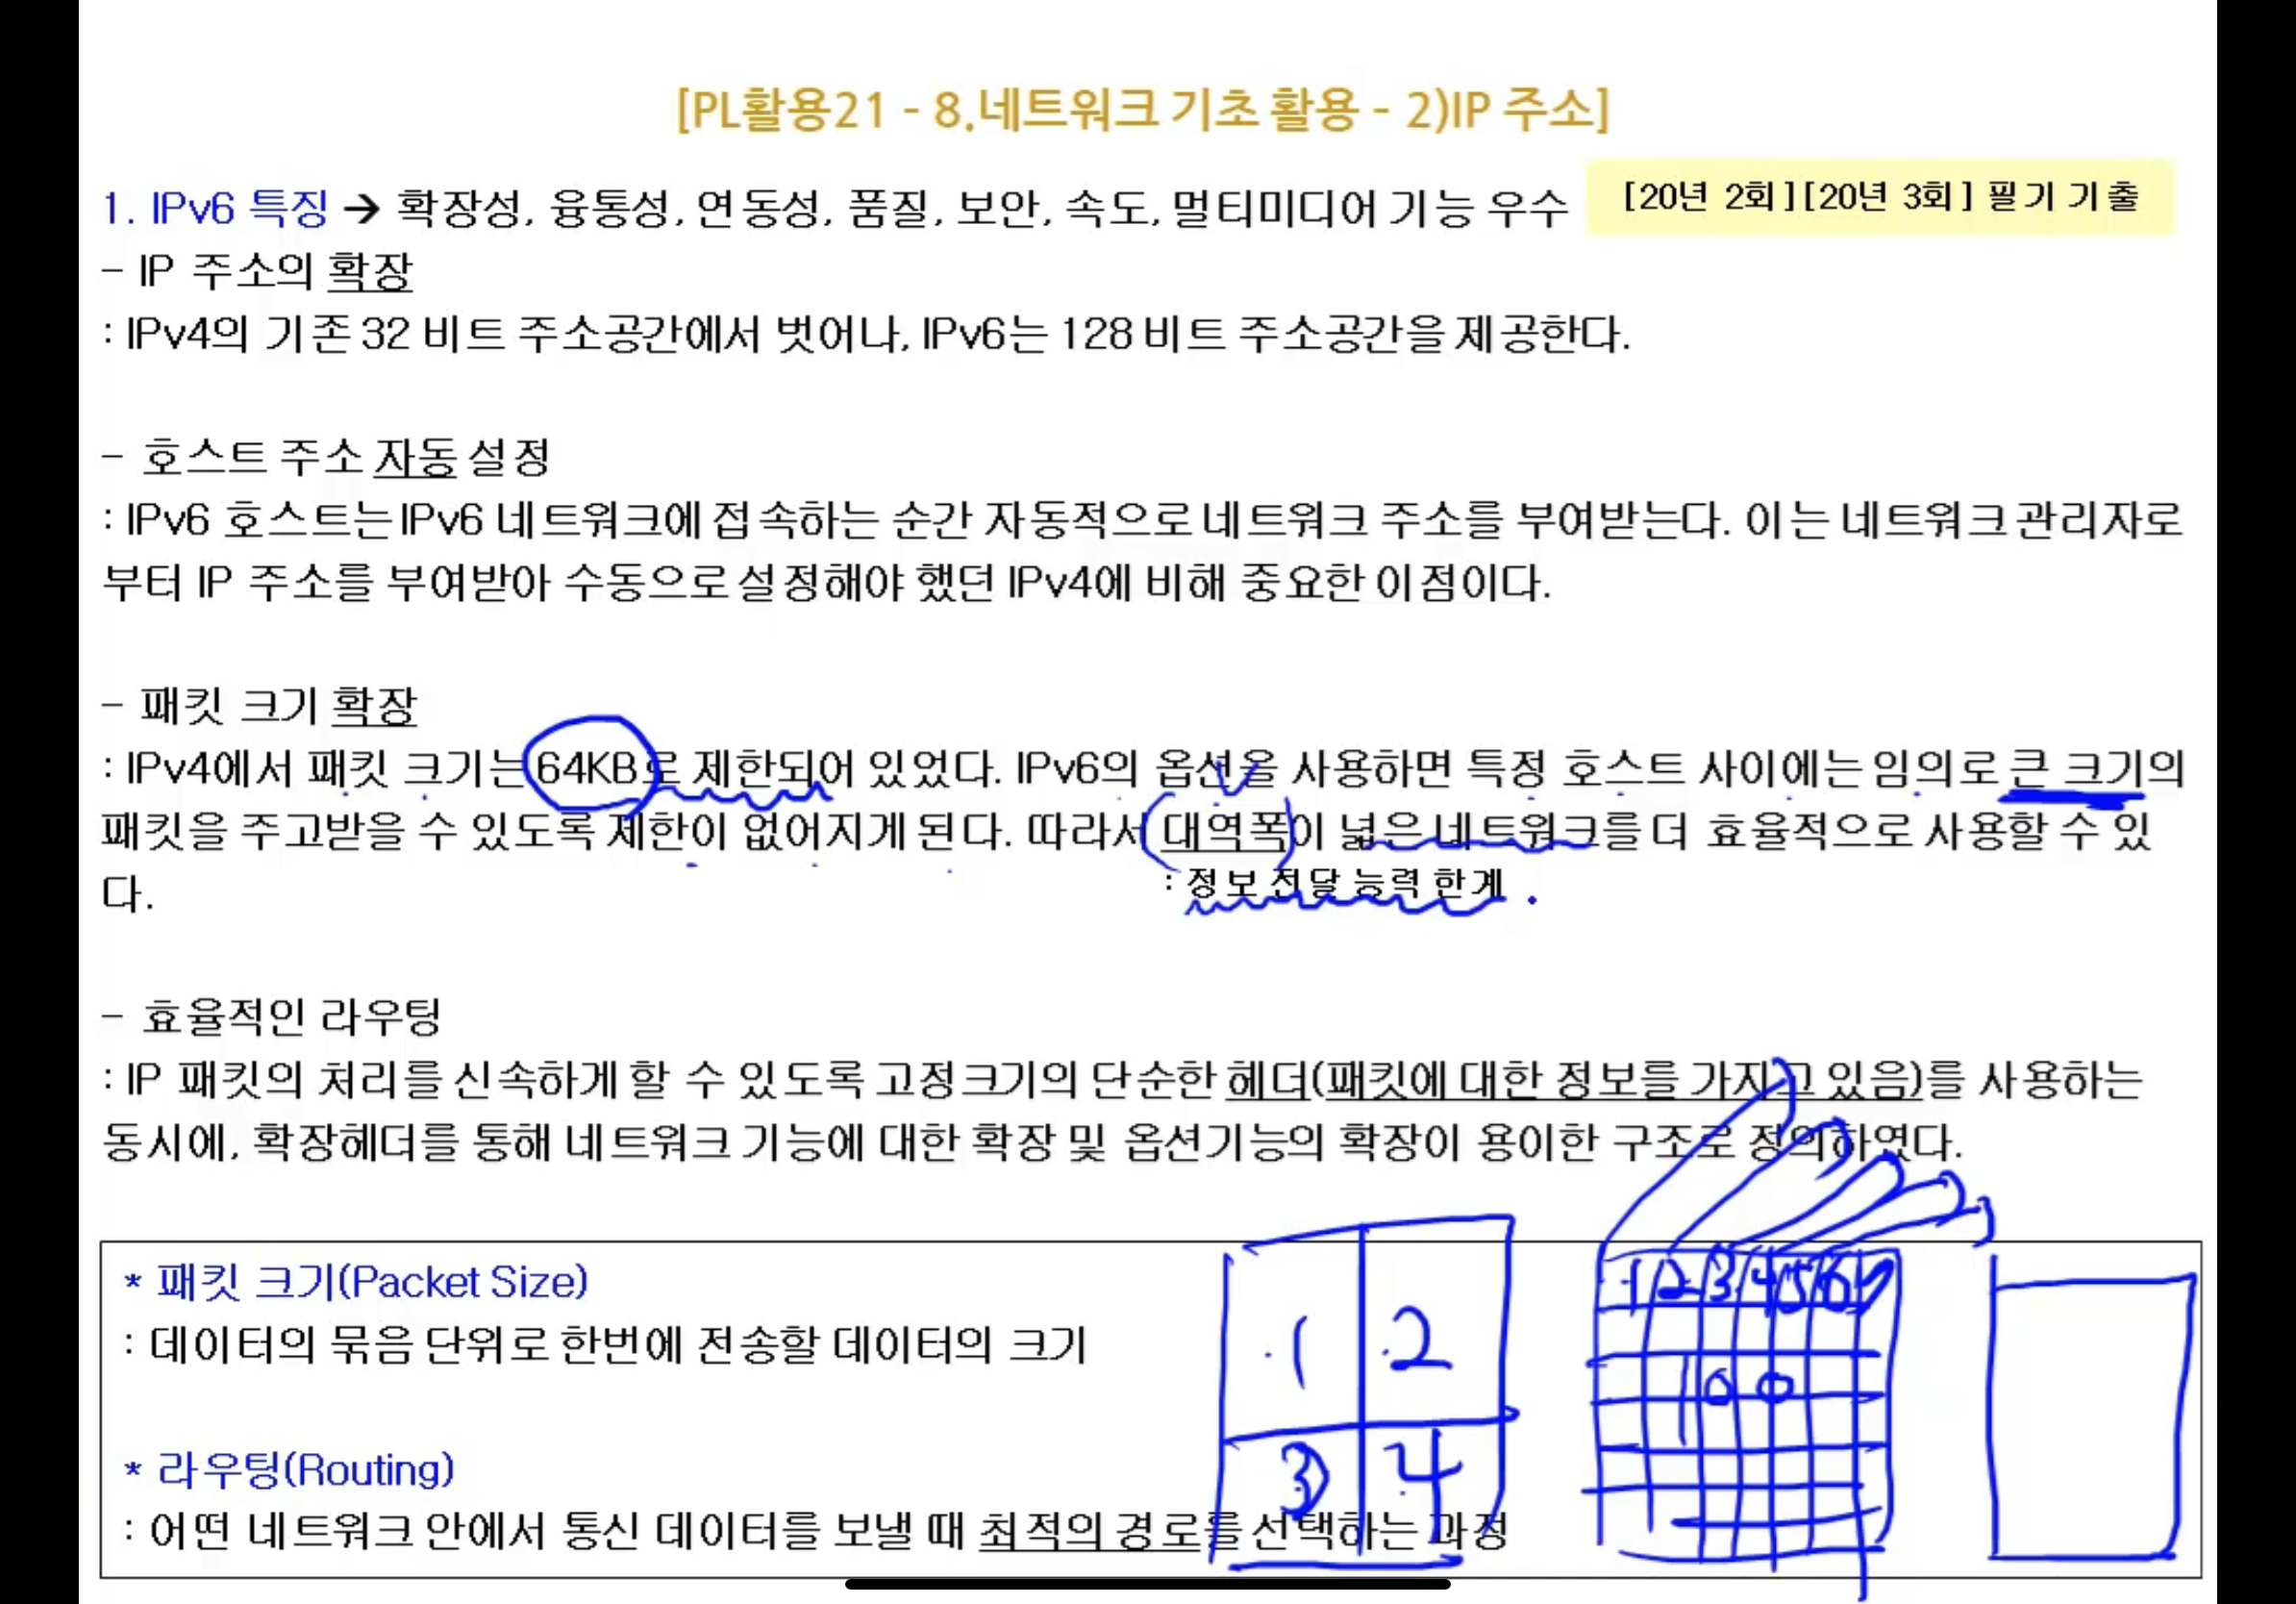 [PL활용21 - 8.네트워크 기초 활용 - 2)IP 주소]
1. IPv6 특징 → 확장성, 융통성, 연동성, 품질, 보안, 속도, 멀티미디어 기능 우수
[20년 2회][20년 3회] 필기 기출
- IP 주소의 확장
: IPv4의 기존 32 비트 주소공간에서 벗어나, IPv6는 128 비트 주소공간을 제공한다.
- 호스트 주소 자동 설정
: IPv6 호스트는 IPv6 네트워크에 접속하는 순간 자동적으로 네트워크 주소를 부여받는다. 이는 네트워크 관리자로
부터 IP 주소를 부여받아 수동으로 설정해야 했던 IPv4에 비해 중요한 이점이다.
- 패킷 크기 확장
: IPv4에서 패킷 크기는 64KB로 제한되어 있었다. IPv6의 옵션을 사용하면 특정 호스트 사이에는 임의로 큰 크기의
패킷을 주고받을 수 있도록 제한이 없어지게 된다. 따라서 대역폭이 넓은 네트워크를 더 효율적으로 사용할 수 있
다.
: 정보 전달 능력 한계
- 효율적인 라우팅
: IP 패킷의 처리를 신속하게 할 수 있도록 고정크기의 단순한 헤더(패킷에 대한 정보를 가지고 있음)를 사용하는
동시에, 확장헤더를 통해 네트워크 기능에 대한 확장 및 옵션기능의 확장이 용이한 구조로 정의하였다.
* 패킷 크기(Packet Size)
: 데이터의 묶음 단위로 한번에 전송할 데이터의 크기
* 라우팅(Routing)
: 어떤 네트워크 안에서 통신 데이터를 보낼 때 최적의 경로를 선택하는 과정
1 2
3 4
1 2 3 4 5 6 7
100